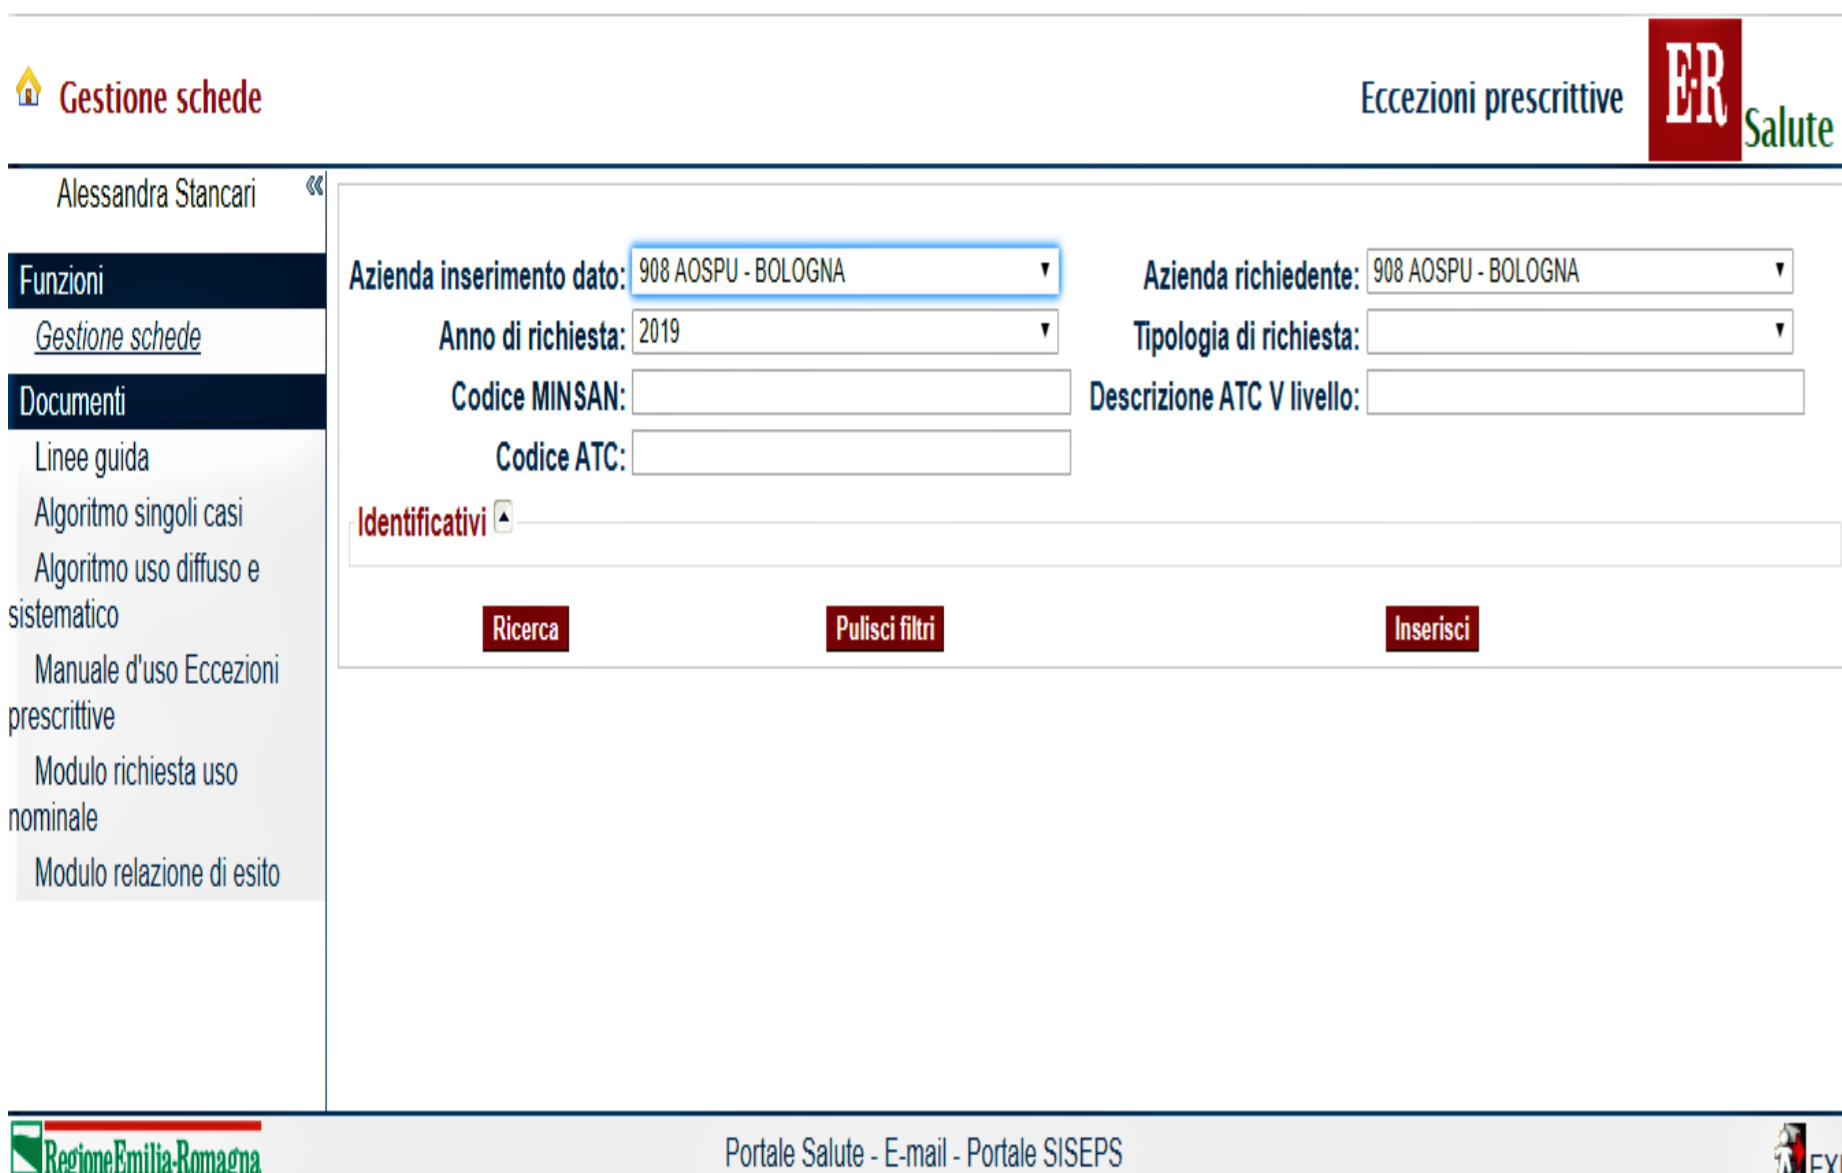 Gestione schede
Eccezioni prescrittive
E·R
Salute
Alessandra Stancari
Funzioni
Gestione schede
Documenti
Linee guida
Algoritmo singoli casi
Algoritmo uso diffuso e
sistematico
Manuale d'uso Eccezioni
prescrittive
Modulo richiesta uso
nominale
Modulo relazione di esito
Azienda inserimento dato: 908 AOSPU - BOLOGNA
Azienda richiedente: 908 AOSPU - BOLOGNA
Anno di richiesta: 2019
Tipologia di richiesta:
Codice MINSAN:
Descrizione ATC V livello:
Codice ATC:
Identificativi
Ricerca
Pulisci filtri
Inserisci
RegioneEmilia-Romagna
Portale Salute - E-mail - Portale SISEPS